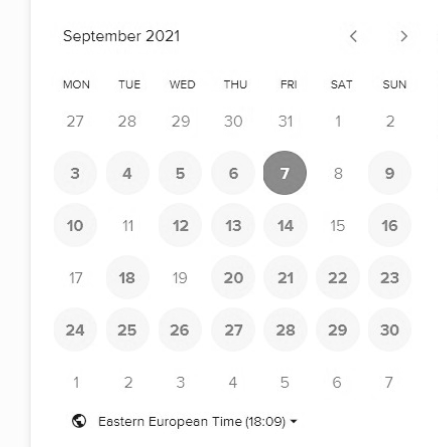 September 2021
MON TUE WED THU FRI SAT SUN
27 28 29 30 31 1 2
3 4 5 6 7 8 9
10 11 12 13 14 15 16
17 18 19 20 21 22 23
24 25 26 27 28 29 30
1 2 3 4 5 6 7
Eastern European Time (18:09)